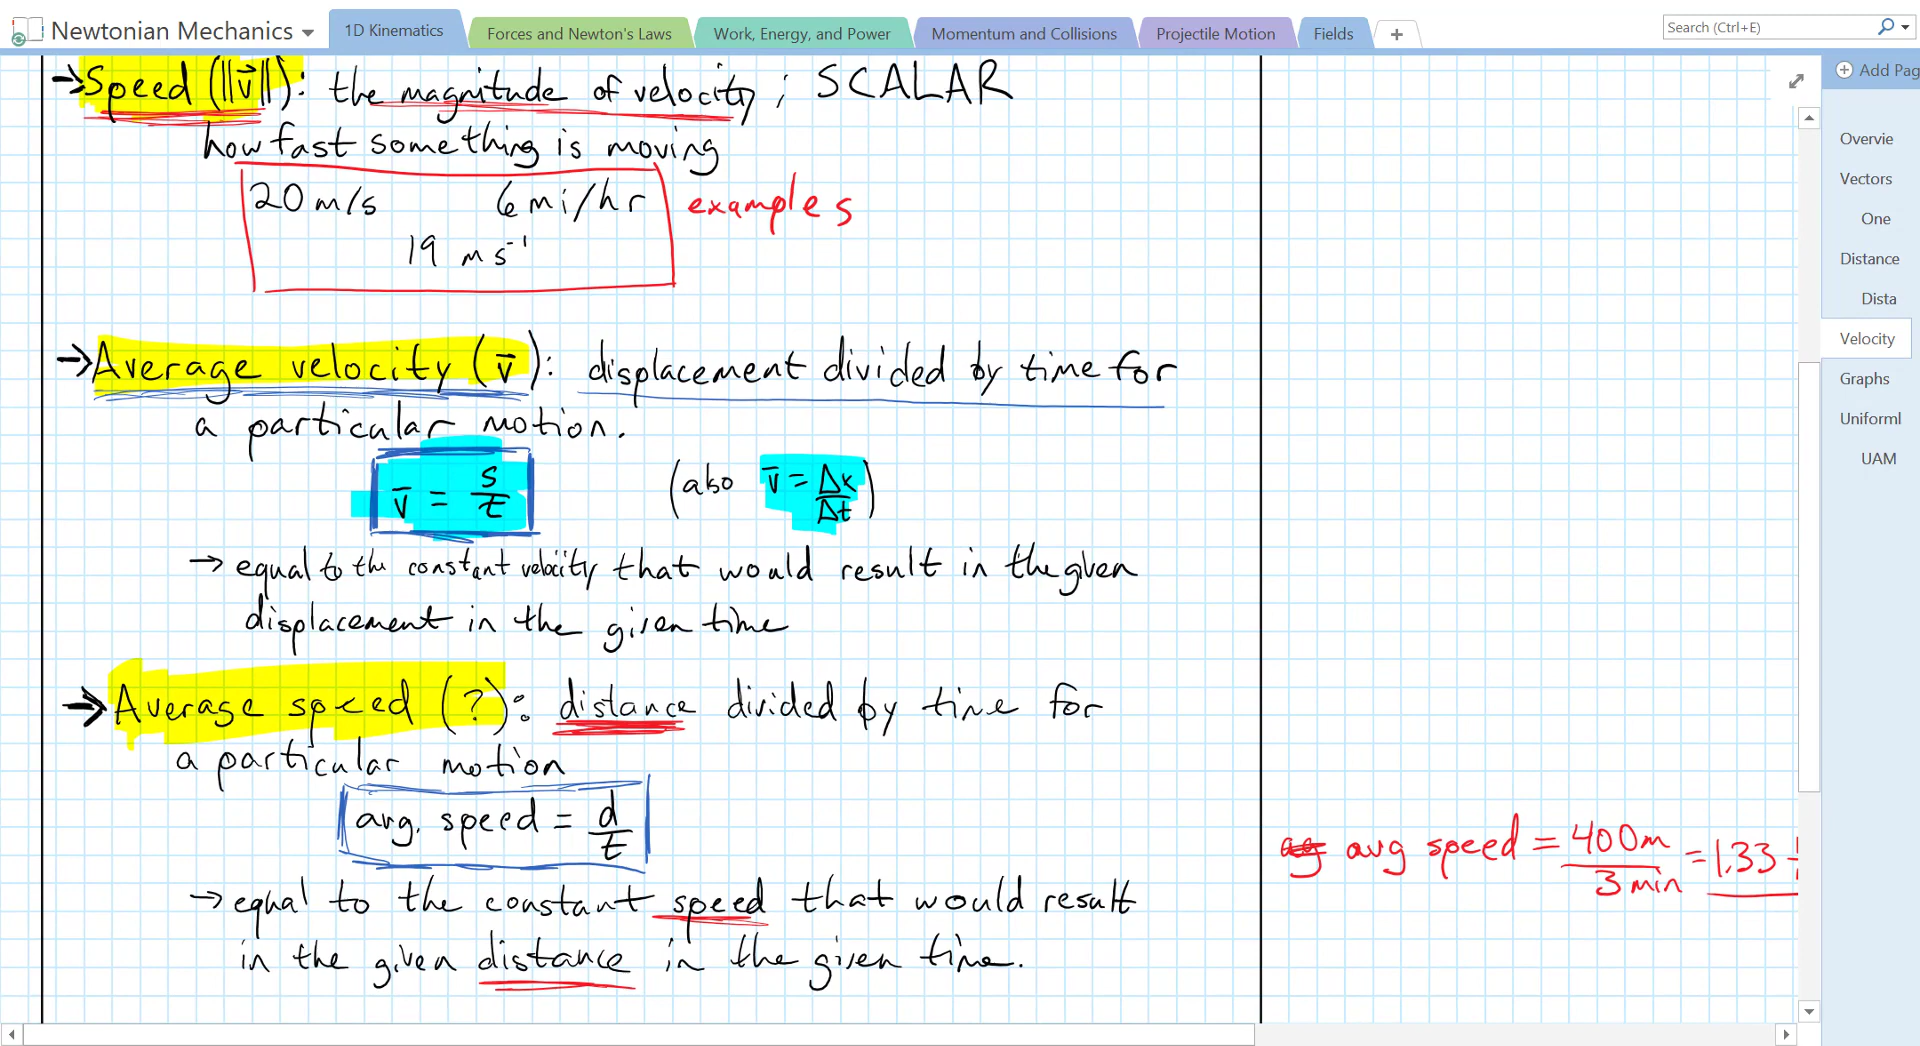 Newtonian Mechanics
1D Kinematics
Forces and Newton's Laws
Work, Energy, and Power
Momentum and Collisions
Projectile Motion
Fields
+
Search (Ctrl+E)
Add Pag
Overvie
Vectors
One
Distance
Dista
Velocity
Graphs
Uniforml
UAM
→ Speed (||v⃗||): the magnitude of velocity; SCALAR
how fast something is moving
20 m/s 6 mi/hr examples
19 m s⁻¹
→ Average velocity (v̄): displacement divided by time for
a particular motion.
v̄ = s/t (also v̄ = Δx/Δt)
→ equal to the constant velocity that would result in the given
displacement in the given time
→ Average speed (?): distance divided by time for
a particular motion
avg. speed = d/t
→ equal to the constant speed that would result
in the given distance in the given time.
avg speed = 400m/3 min = 1.33